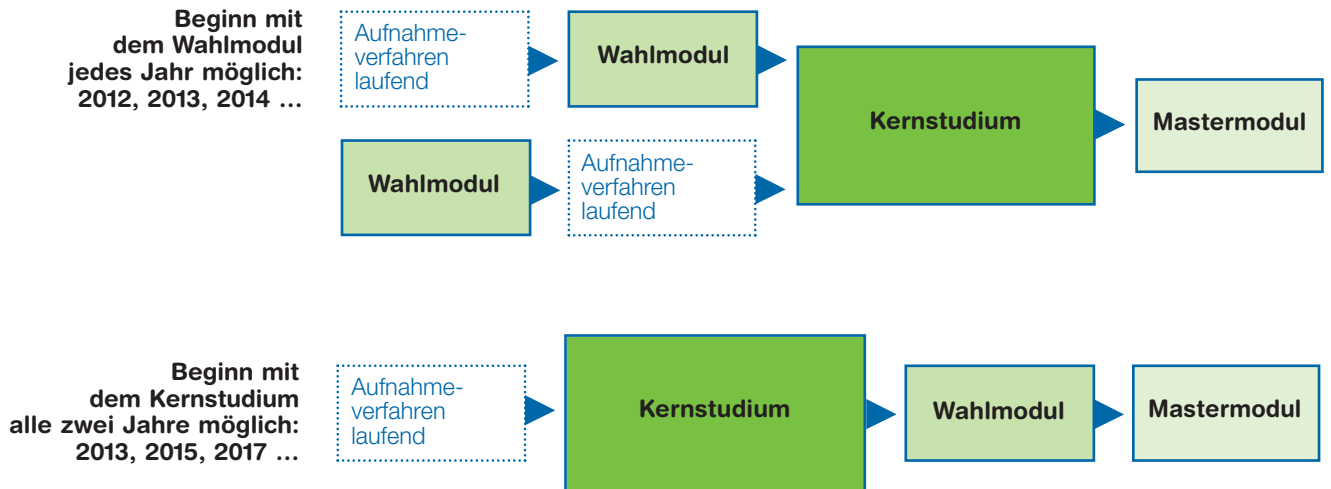 Beginn mit
dem Wahlmodul
jedes Jahr möglich:
2012, 2013, 2014 ...
Aufnahme-
verfahren
laufend
Wahlmodul
Kernstudium
Mastermodul
Wahlmodul
Aufnahme-
verfahren
laufend
Beginn mit
dem Kernstudium
alle zwei Jahre möglich:
2013, 2015, 2017 ...
Aufnahme-
verfahren
laufend
Kernstudium
Wahlmodul
Mastermodul